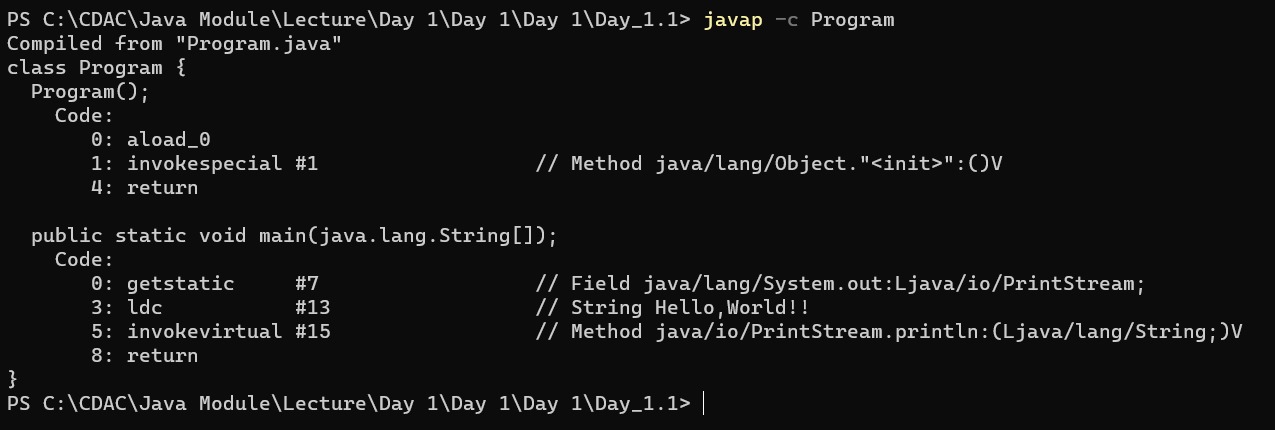 PS C:\CDAC\Java Module\Lecture\Day 1\Day 1\Day 1\Day_1.1> javap -c Program
Compiled from "Program.java"
class Program {
  Program();
    Code:
       0: aload_0
       1: invokespecial #1                  // Method java/lang/Object."<init>":()V
       4: return

  public static void main(java.lang.String[]);
    Code:
       0: getstatic     #7                  // Field java/lang/System.out:Ljava/io/PrintStream;
       3: ldc           #13                 // String Hello,World!!
       5: invokevirtual #15                 // Method java/io/PrintStream.println:(Ljava/lang/String;)V
       8: return
}
PS C:\CDAC\Java Module\Lecture\Day 1\Day 1\Day 1\Day_1.1>